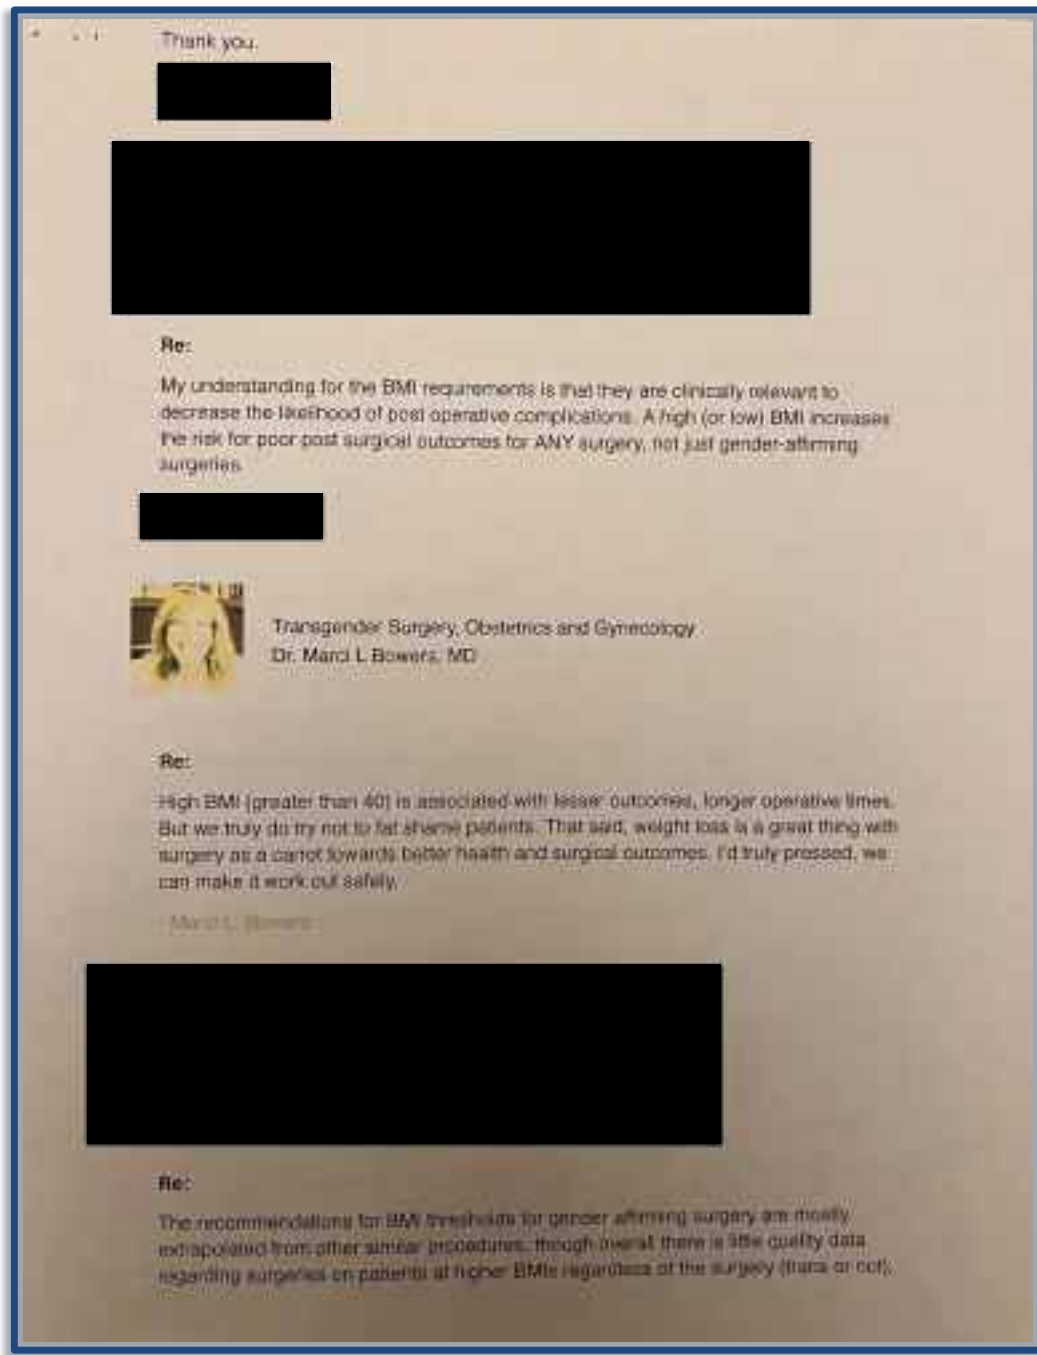 Thank you.
Re:
My understanding for the BMI requirements is that they are clinically relevant to
decrease the likelihood of post operative complications. A high (or low) BMI increases
the risk for poor post surgical outcomes for ANY surgery, not just gender-affirming
surgeries.
Transgender Surgery, Obstetrics and Gynecology
Dr. Marci L Bowers, MD
Re:
High BMI (greater than 40) is associated with lesser outcomes, longer operative times.
But we truly do try not to fat shame patients. That said, weight loss is a great thing with
surgery as a carrot towards better health and surgical outcomes. I'd truly pressed, we
can make it work out safely.
Marci L. Bowers
Re:
The recommendations for BMI thresholds for gender affirming surgery are mostly
extrapolated from other similar procedures, though overall there is little quality data
regarding surgeries on patients at higher BMIs regardless of the surgery (trans or not).